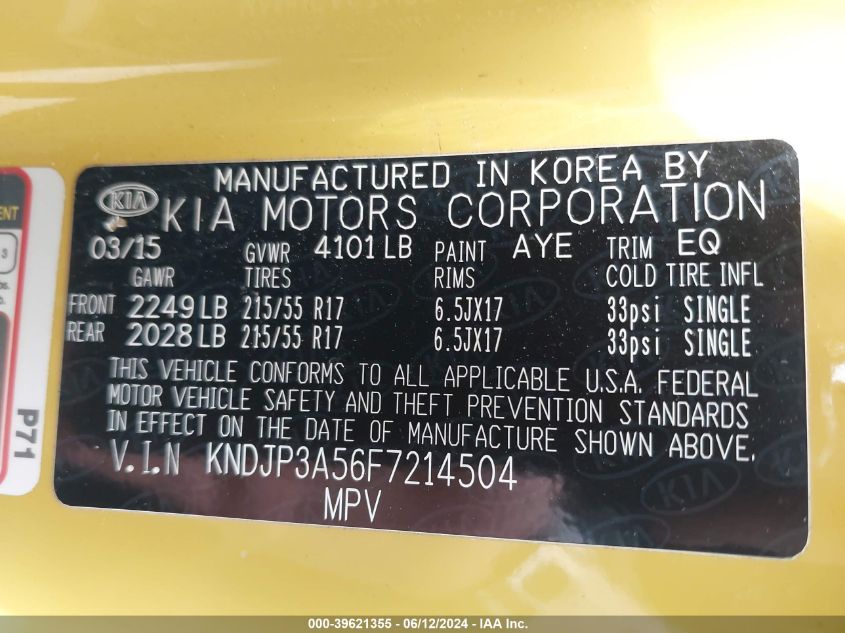 MANUFACTURED IN KOREA BY
KIA KIA MOTORS CORPORATION
03/15 GVWR 4101 LB PAINT AYE TRIM EQ
GAWR TIRES RIMS COLD TIRE INFL
FRONT 2249 LB 215/55 R17 6.5JX17 33psi SINGLE
REAR 2028 LB 215/55 R17 6.5JX17 33psi SINGLE
THIS VEHICLE CONFORMS TO ALL APPLICABLE U.S.A. FEDERAL
MOTOR VEHICLE SAFETY AND THEFT PREVENTION STANDARDS
IN EFFECT ON THE DATE OF MANUFACTURE SHOWN ABOVE.
V.I.N KNDJP3A56F7214504
MPV
P71
000-39621355 - 06/12/2024 - IAA Inc.